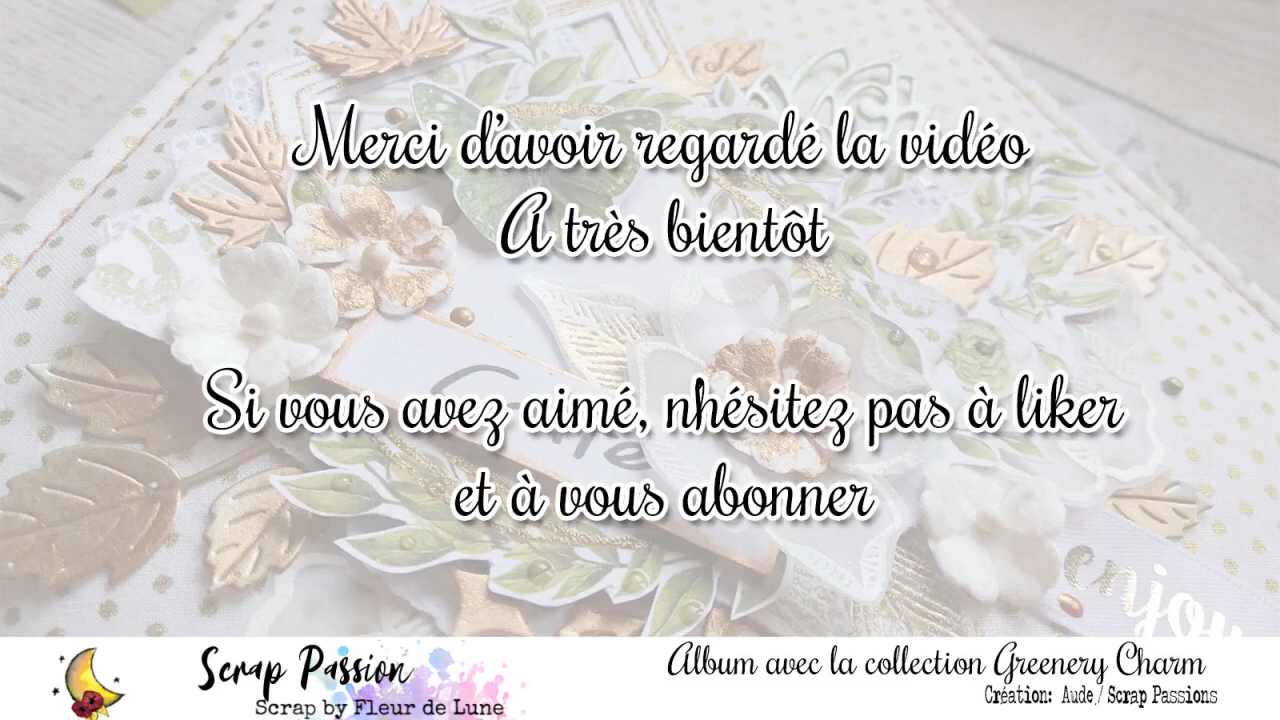 Merci d'avoir regardé la vidéo
A très bientôt
Si vous avez aimé, nhésitez pas à liker
et à vous abonner
enjoy
Scrap Passion
Scrap by Fleur de Lune
Album avec la collection Greenery Charm
Création: Aude / Scrap Passions